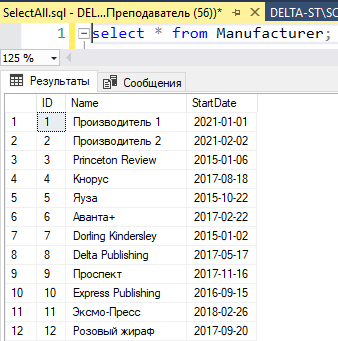 SelectAll.sql - DEL...Преподаватель (56))*
DELTA-ST\SC
1 select * from Manufacturer;
125 %
Результаты Сообщения
ID Name StartDate
1 1 Производитель 1 2021-01-01
2 2 Производитель 2 2021-02-02
3 3 Princeton Review 2015-01-06
4 4 Кнорус 2017-08-18
5 5 Яуза 2015-10-22
6 6 Аванта+ 2017-02-22
7 7 Dorling Kindersley 2015-01-02
8 8 Delta Publishing 2017-05-17
9 9 Проспект 2017-11-16
10 10 Express Publishing 2016-09-15
11 11 Эксмо-Пресс 2018-02-26
12 12 Розовый жираф 2017-09-20